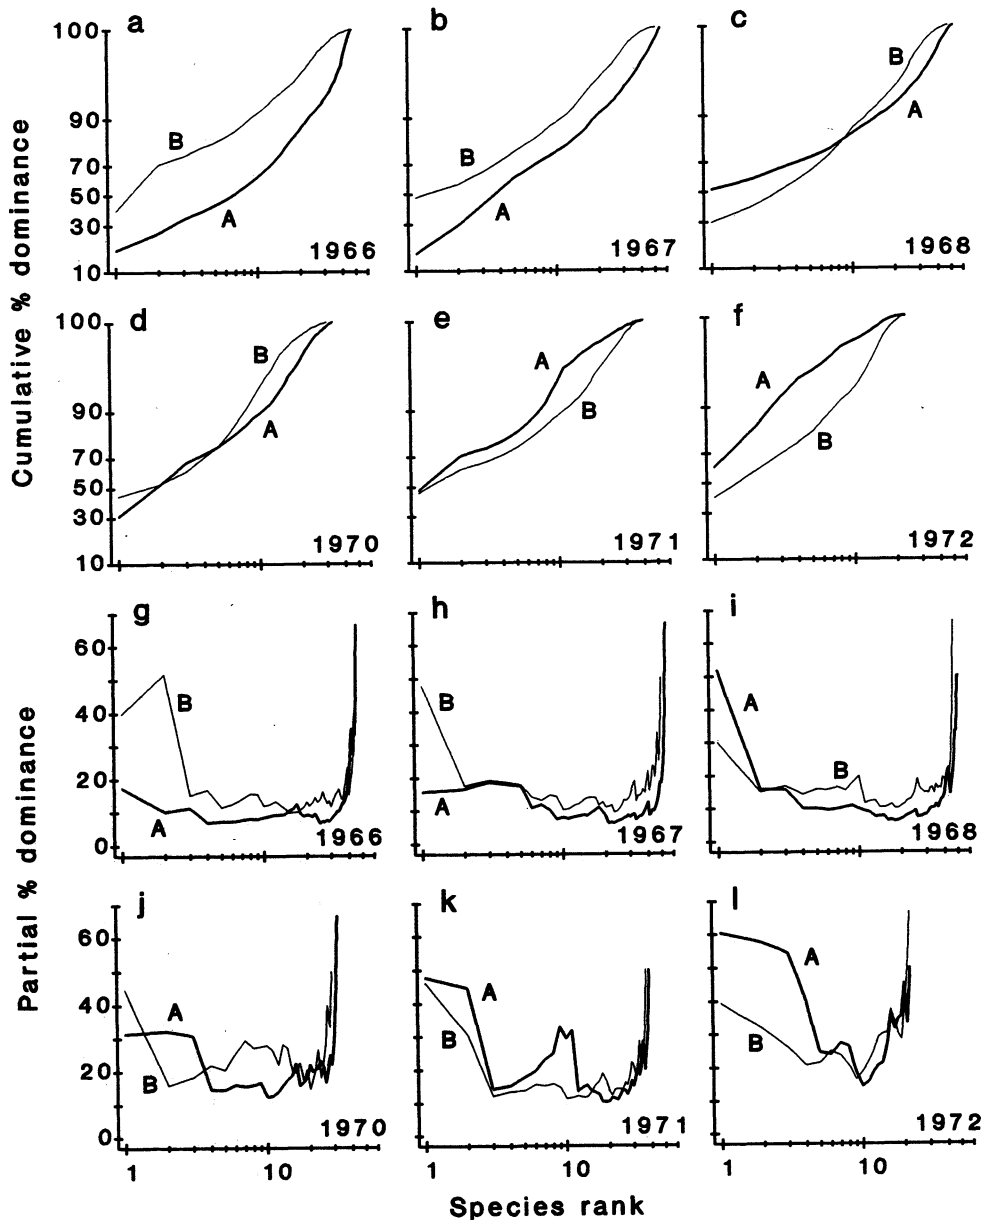 a b c
100
90
70
50
30
10
B A 1966
B A 1967
B A 1968
Cumulative % dominance
d e f
100
90
70
50
30
10
B A 1970
A B 1971
A B 1972
g h i
60
40
20
0
B A 1966
B A 1967
A B 1968
Partial % dominance
j k l
60
40
20
0
A B 1970
A B 1971
A B 1972
1 10 1 10 1 10
Species rank